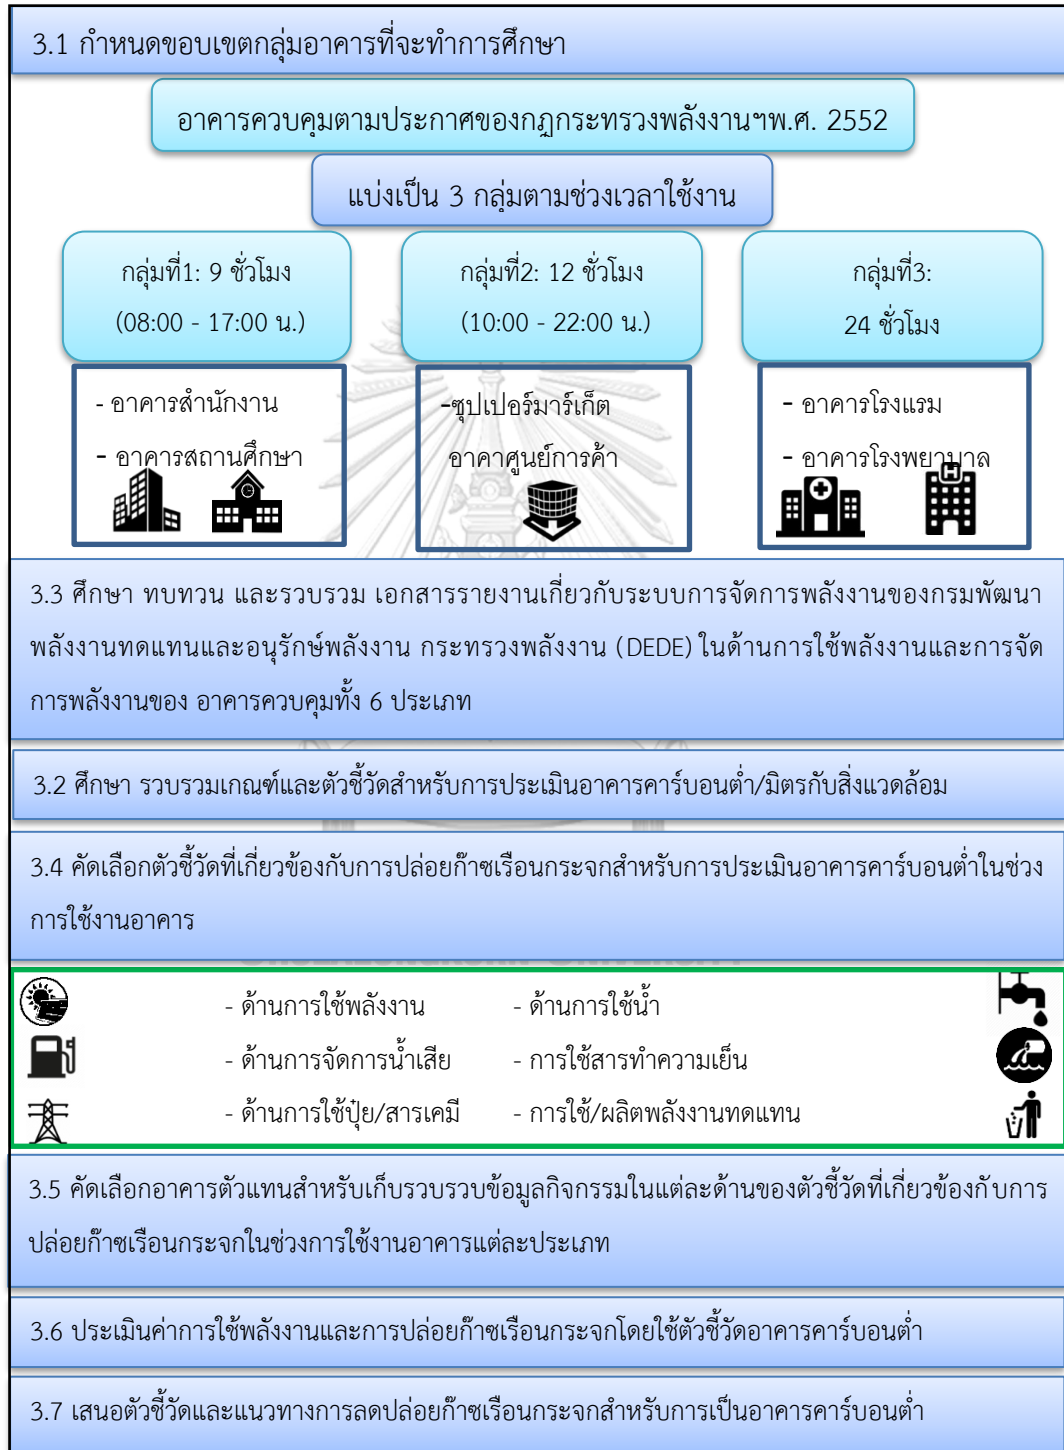 3.1 กำหนดขอบเขตกลุ่มอาคารที่จะทำการศึกษา
อาคารควบคุมตามประกาศของกฎกระทรวงพลังงานฯพ.ศ. 2552
แบ่งเป็น 3 กลุ่มตามช่วงเวลาใช้งาน
กลุ่มที่1: 9 ชั่วโมง
(08:00 - 17:00 น.)
กลุ่มที่2: 12 ชั่วโมง
(10:00 - 22:00 น.)
กลุ่มที่3:
24 ชั่วโมง
- อาคารสำนักงาน
- อาคารสถานศึกษา
-ซุปเปอร์มาร์เก็ต
อาคาศูนย์การค้า
- อาคารโรงแรม
- อาคารโรงพยาบาล
H
3.3 ศึกษา ทบทวน และรวบรวม เอกสารรายงานเกี่ยวกับระบบการจัดการพลังงานของกรมพัฒนา
พลังงานทดแทนและอนุรักษ์พลังงาน กระทรวงพลังงาน (DEDE) ในด้านการใช้พลังงานและการจัด
การพลังงานของ อาคารควบคุมทั้ง 6 ประเภท
3.2 ศึกษา รวบรวมเกณฑ์และตัวชี้วัดสำหรับการประเมินอาคารคาร์บอนต่ำ/มิตรกับสิ่งแวดล้อม
3.4 คัดเลือกตัวชี้วัดที่เกี่ยวข้องกับการปล่อยก๊าซเรือนกระจกสำหรับการประเมินอาคารคาร์บอนต่ำในช่วง
การใช้งานอาคาร
- ด้านการใช้พลังงาน
- ด้านการใช้น้ำ
- ด้านการจัดการน้ำเสีย
- การใช้สารทำความเย็น
- ด้านการใช้ปุ๋ย/สารเคมี
- การใช้/ผลิตพลังงานทดแทน
3.5 คัดเลือกอาคารตัวแทนสำหรับเก็บรวบรวบข้อมูลกิจกรรมในแต่ละด้านของตัวชี้วัดที่เกี่ยวข้องกับการ
ปล่อยก๊าซเรือนกระจกในช่วงการใช้งานอาคารแต่ละประเภท
3.6 ประเมินค่าการใช้พลังงานและการปล่อยก๊าซเรือนกระจกโดยใช้ตัวชี้วัดอาคารคาร์บอนต่ำ
3.7 เสนอตัวชี้วัดและแนวทางการลดปล่อยก๊าซเรือนกระจกสำหรับการเป็นอาคารคาร์บอนต่ำ